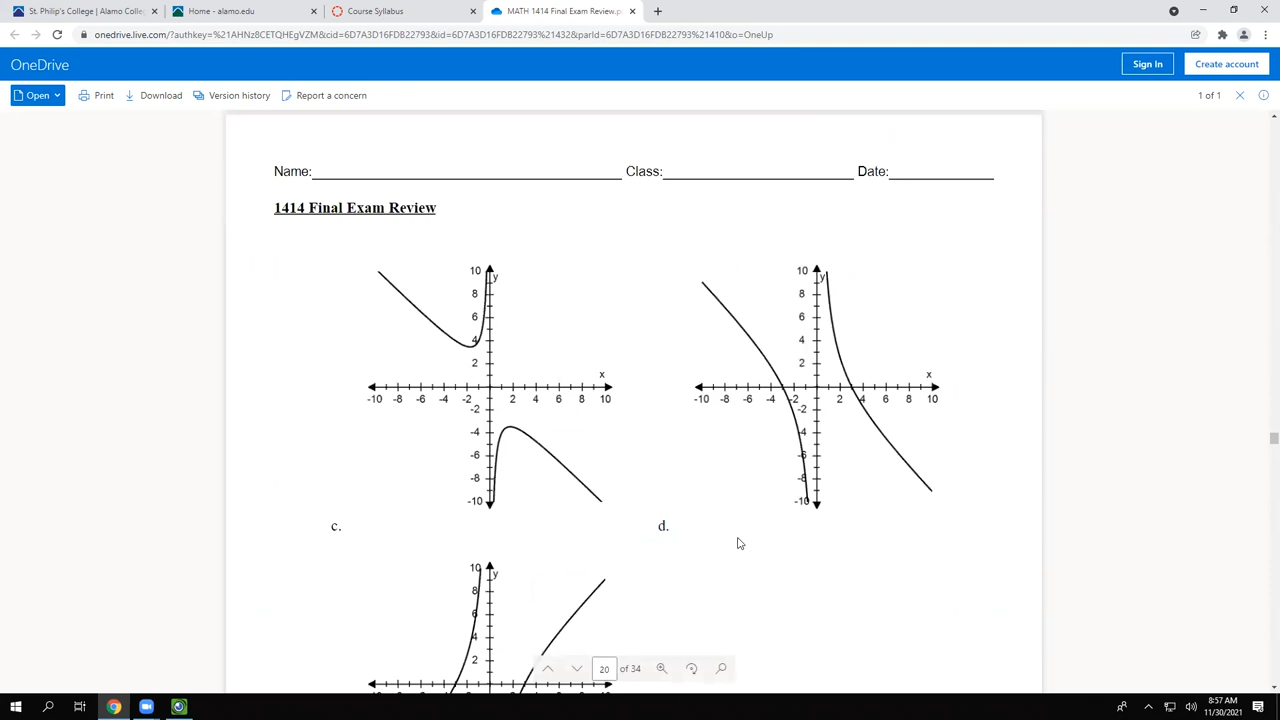 St. Philip's College | Alamo Colle
Home - alamo.edu
Course Syllabus
MATH 1414 Final Exam Review.p
onedrive.live.com/?authkey=%21AHNz8CETQHEgVZM&cid=6D7A3D16FDB22793&id=6D7A3D16FDB22793%21432&parId=6D7A3D16FDB22793%21410&o=OneUp
OneDrive
Sign In
Create account
Open
Print
Download
Version history
Report a concern
1 of 1
Name: Class: Date:
1414 Final Exam Review
10 y
8
6
4
2
x
-10 -8 -6 -4 -2 2 4 6 8 10
-2
-4
-6
-8
-10
10 y
8
6
4
2
x
-10 -8 -6 -4 -2 2 4 6 8 10
-2
-4
-6
-8
-10
c. d.
10 y
8
6
4
2
20 of 34
8:57 AM
11/30/2021